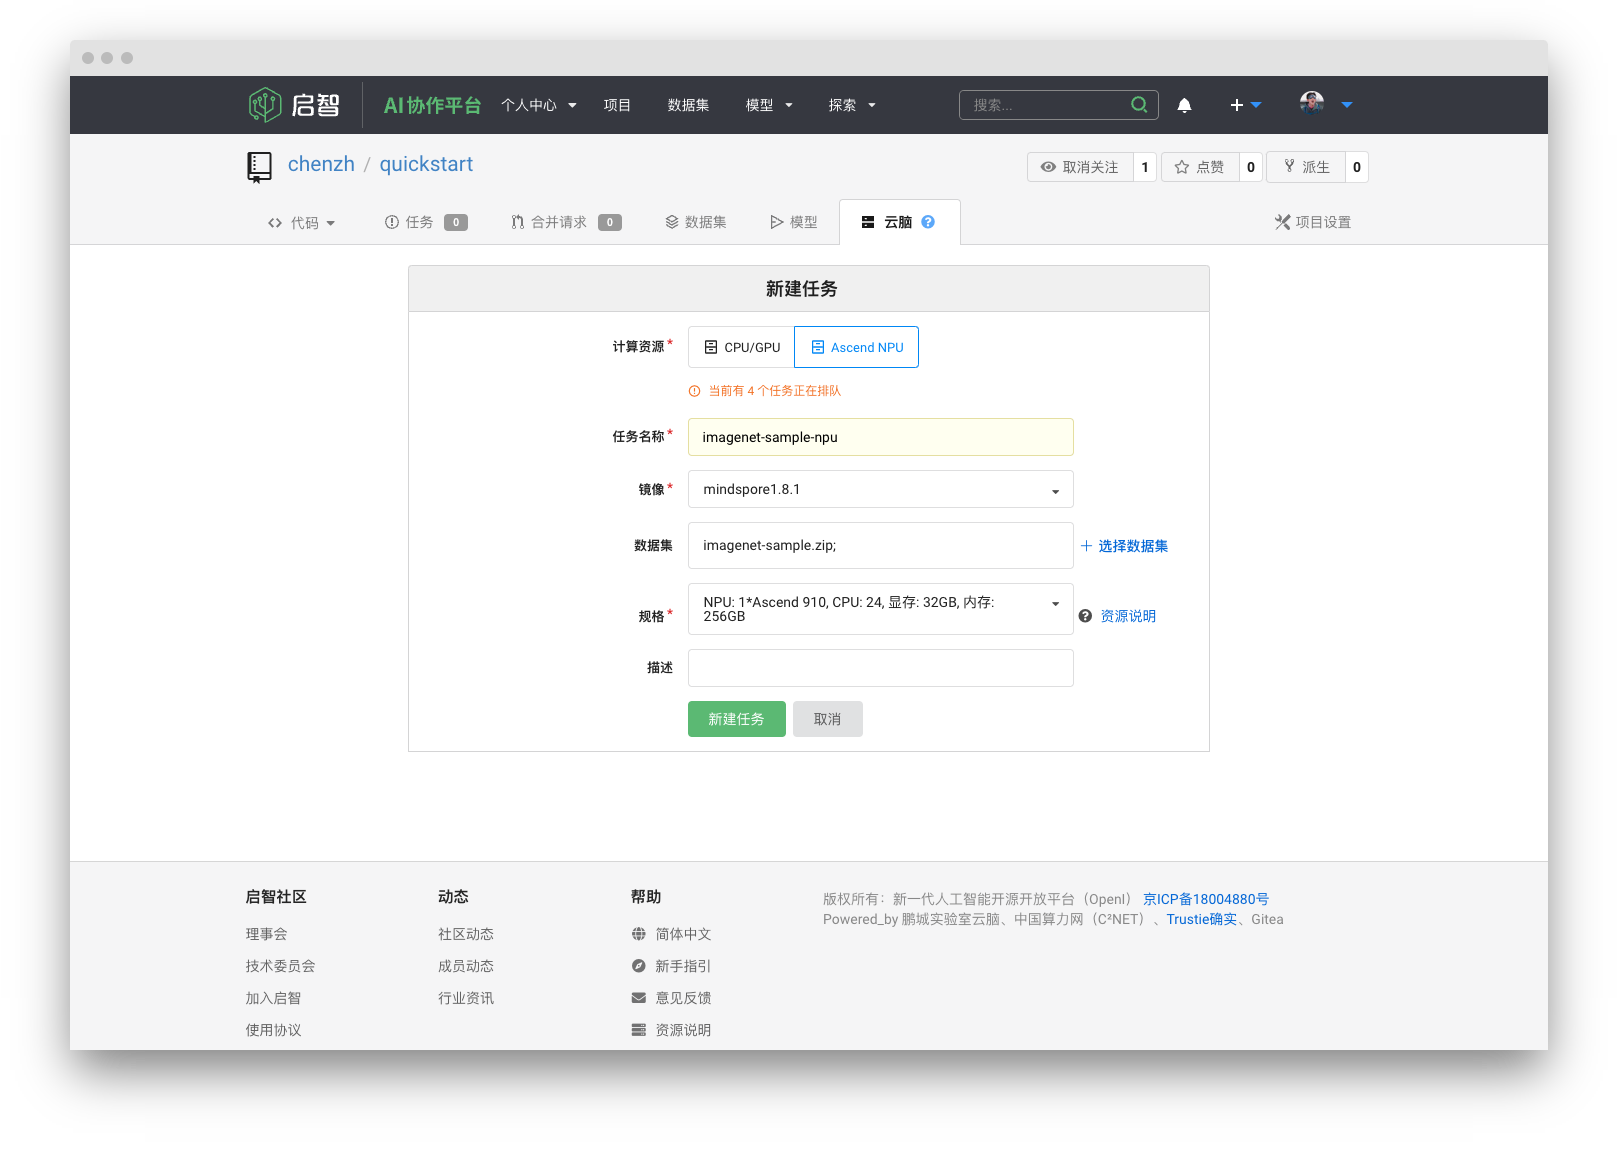 启智 AI协作平台 个人中心 项目 数据集 模型 探索 搜索...
chenzh / quickstart 取消关注 1 点赞 0 派生 0
代码 任务 0 合并请求 0 数据集 模型 云脑 ? 项目设置
新建任务
计算资源* CPU/GPU Ascend NPU
当前有 4 个任务正在排队
任务名称* imagenet-sample-npu
镜像* mindspore1.8.1
数据集 imagenet-sample.zip; + 选择数据集
规格* NPU: 1*Ascend 910, CPU: 24, 显存: 32GB, 内存:
256GB
? 资源说明
描述
新建任务 取消
启智社区
理事会
技术委员会
加入启智
使用协议
动态
社区动态
成员动态
行业资讯
帮助
简体中文
新手指引
意见反馈
资源说明
版权所有：新一代人工智能开源开放平台（OpenI） 京ICP备18004880号
Powered_by 鹏城实验室云脑、中国算力网（C²NET）、Trustie确实、Gitea